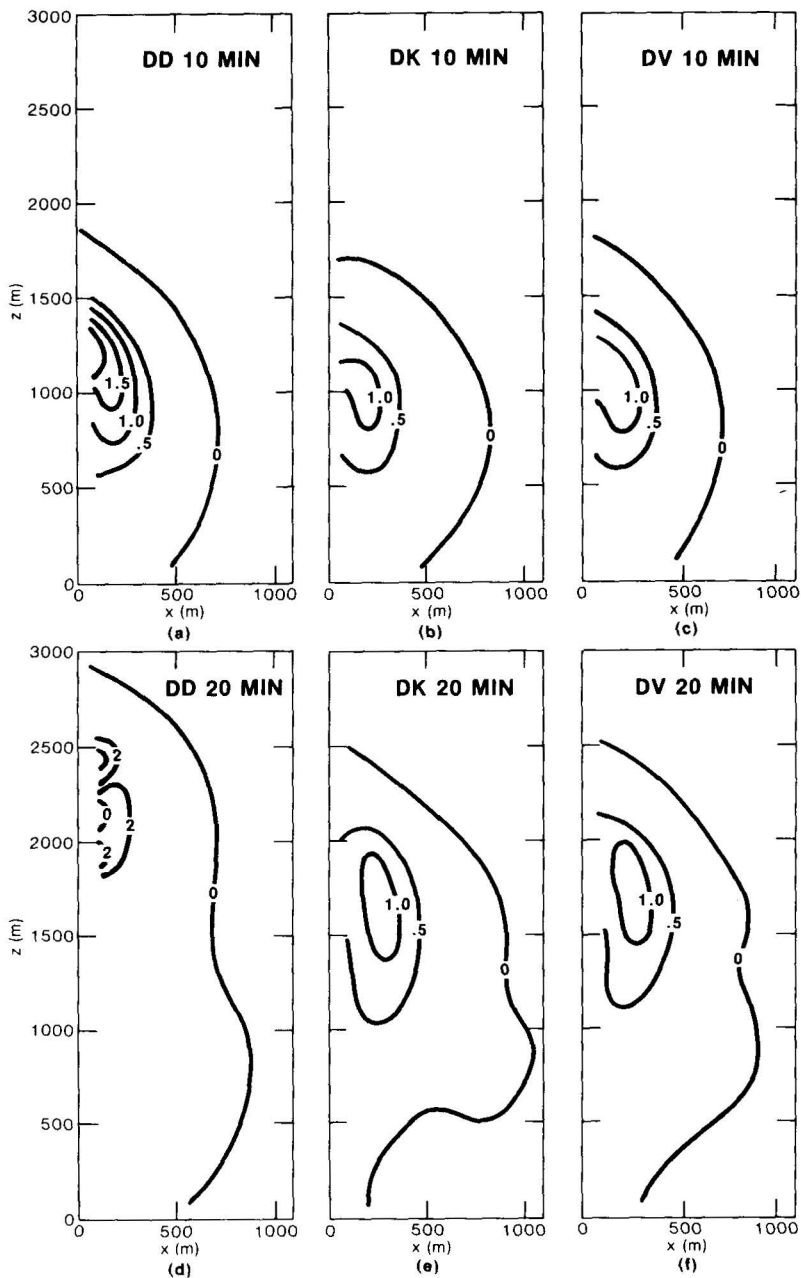 3000
2500
2000
1500
1000
500
0
z (m)
DD 10 MIN
1.5
1.0
.5
0
0 500 1000
x (m)
(a)
DK 10 MIN
1.0
.5
0
0 500 1000
x (m)
(b)
DV 10 MIN
1.0
.5
0
0 500 1000
x (m)
(c)
3000
2500
2000
1500
1000
500
0
z (m)
DD 20 MIN
2
0
2
2
0
0 500 1000
x (m)
(d)
DK 20 MIN
1.0
.5
0
0 500 1000
x (m)
(e)
DV 20 MIN
1.0
.5
0
0 500 1000
x (m)
(f)